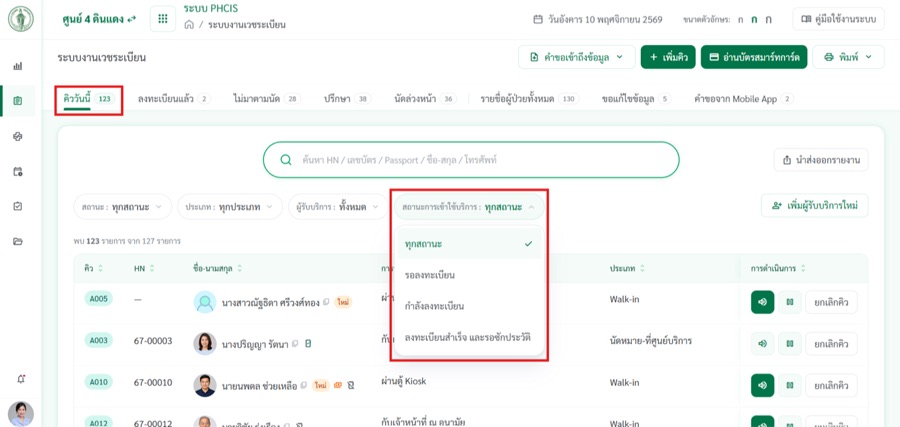 ระบบ PHCIS
ศูนย์ 4 ดินแดง
/ ระบบงานเวชระเบียน
วันอังคาร 10 พฤศจิกายน 2569
ขนาดตัวอักษร: ก ก ก
คู่มือใช้งานระบบ
ระบบงานเวชระเบียน
คำขอเข้าถึงข้อมูล
+ เพิ่มคิว
อ่านบัตรสมาร์ทการ์ด
พิมพ์
คิววันนี้ 123
ลงทะเบียนแล้ว 2
ไม่มาตามนัด 28
ปรึกษา 38
นัดล่วงหน้า 36
รายชื่อผู้ป่วยทั้งหมด 130
ขอแก้ไขข้อมูล 5
คำขอจาก Mobile App 2
ค้นหา HN / เลขบัตร / Passport / ชื่อ-สกุล / โทรศัพท์
นำส่งออกรายงาน
สถานะ : ทุกสถานะ
ประเภท : ทุกประเภท
ผู้รับบริการ : ทั้งหมด
สถานะการเข้าใช้บริการ : ทุกสถานะ
เพิ่มผู้รับบริการใหม่
ทุกสถานะ
รอลงทะเบียน
กำลังลงทะเบียน
ลงทะเบียนสำเร็จ และรอซักประวัติ
พบ 123 รายการ จาก 127 รายการ
คิว HN ชื่อ-นามสกุล ประเภท การดำเนินการ
A005 — นางสาวณัฐธิดา ศรีวงศ์ทอง ใหม่ Walk-in ยกเลิกคิว
A003 67-00003 นางปริญญา รัตนา นัดหมาย-ที่ศูนย์บริการ ยกเลิกคิว
A010 67-00010 นายนพดล ช่วยเหลือ ใหม่ ผ่านตู้ Kiosk Walk-in ยกเลิกคิว
A012 67-00012 กับเจ้าหน้าที่ ณ อนามัย Walk-in ยกเลิกคิว